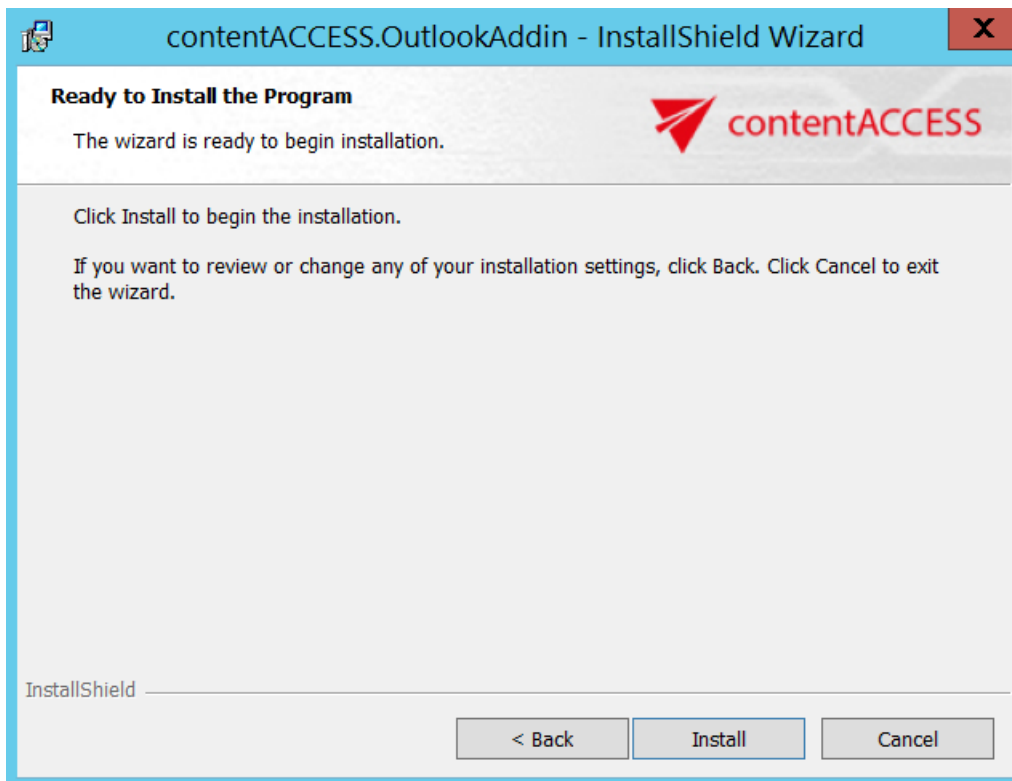 contentACCESS.OutlookAddin - InstallShield Wizard
X
Ready to Install the Program
The wizard is ready to begin installation.
contentACCESS
Click Install to begin the installation.
If you want to review or change any of your installation settings, click Back. Click Cancel to exit
the wizard.
InstallShield
< Back
Install
Cancel